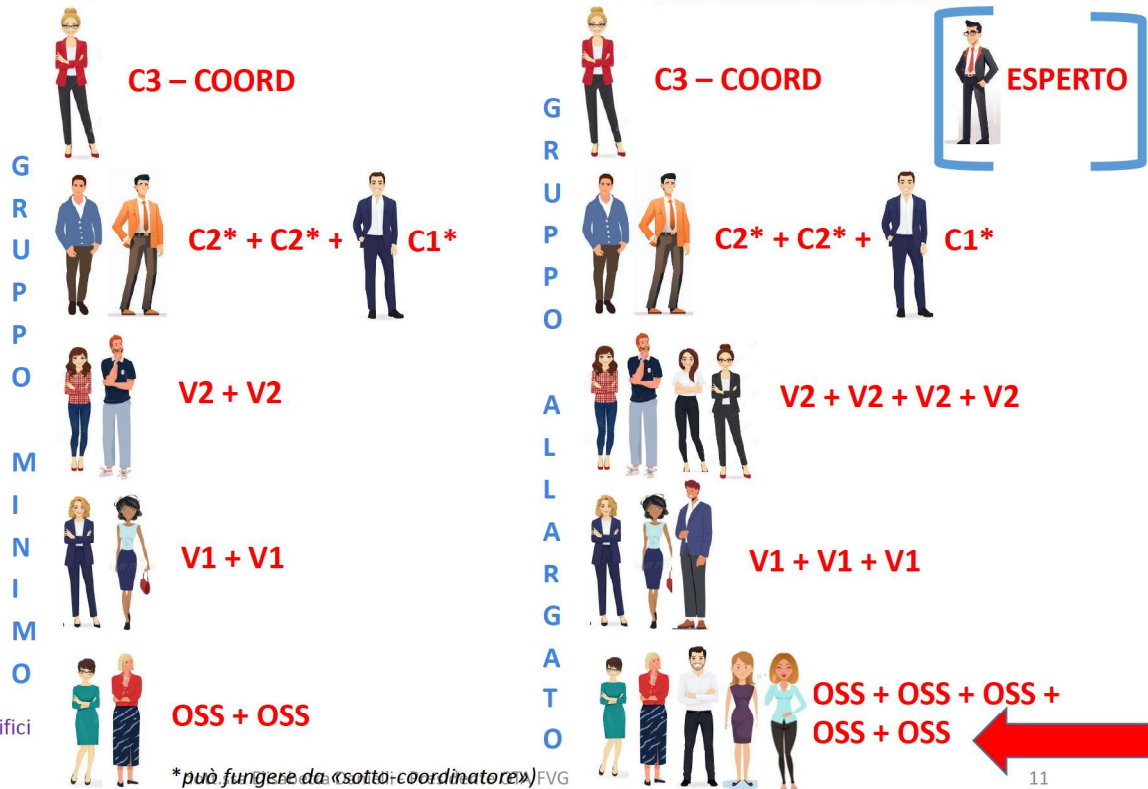 GRUPPO MINIMO
C3 – COORD
C2* + C2* + C1*
V2 + V2
V1 + V1
OSS + OSS
GRUPPO ALLARGATO
C3 – COORD
ESPERTO
C2* + C2* + C1*
V2 + V2 + V2 + V2
V1 + V1 + V1
OSS + OSS + OSS +
OSS + OSS
ifici
*può fungere da «sotto-coordinatore»)
FVG
11